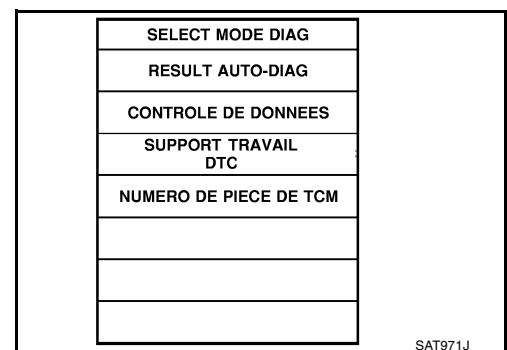 SELECT MODE DIAG
RESULT AUTO-DIAG
CONTROLE DE DONNEES
SUPPORT TRAVAIL
DTC
NUMERO DE PIECE DE TCM
SAT971J